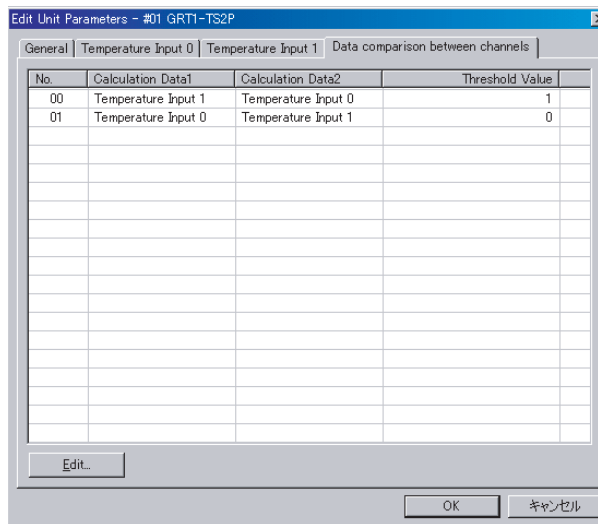 Edit Unit Parameters - #01 GRT1-TS2P
General Temperature Input 0 Temperature Input 1 Data comparison between channels
No. Calculation Data1 Calculation Data2 Threshold Value
00 Temperature Input 1 Temperature Input 0 1
01 Temperature Input 0 Temperature Input 1 0
Edit...
OK キャンセル